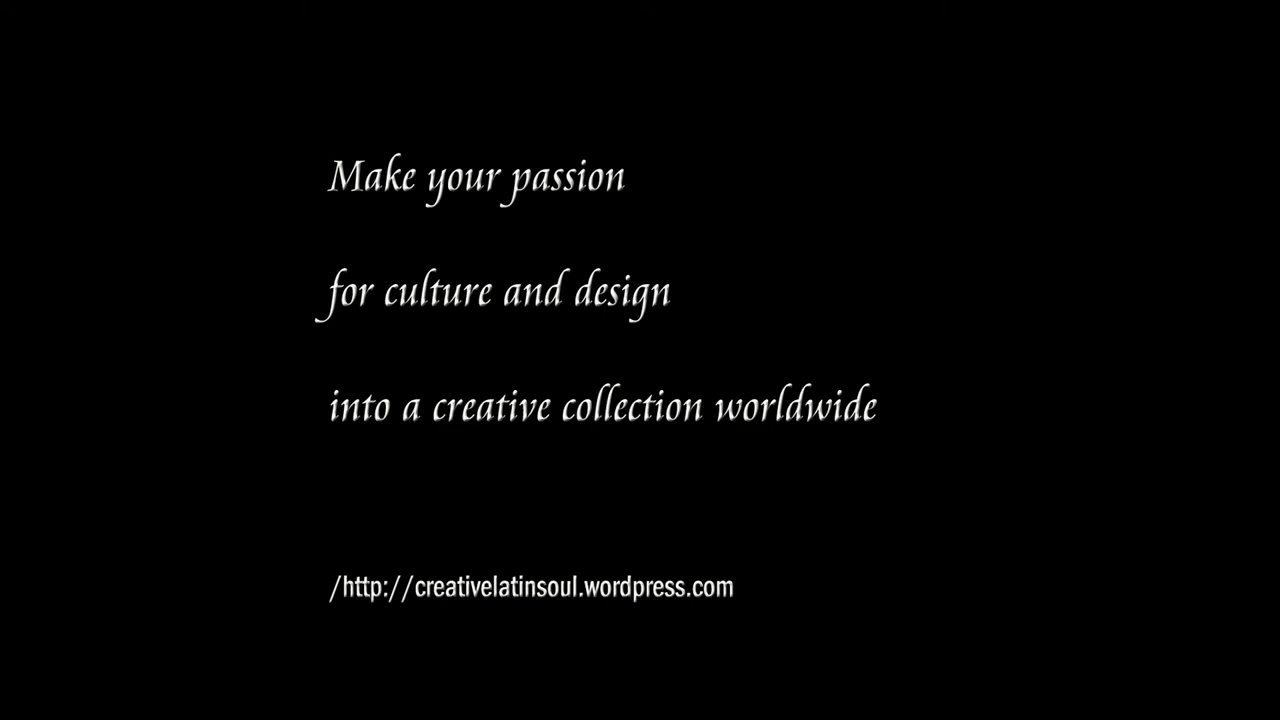 Make your passion
for culture and design
into a creative collection worldwide
/http://creativelatinsoul.wordpress.com